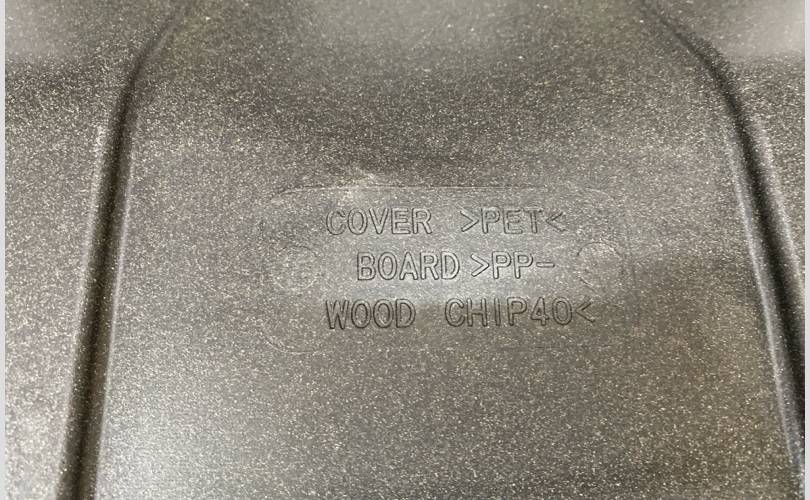 COVER >PET<
BOARD >PP-
WOOD CHIP40<